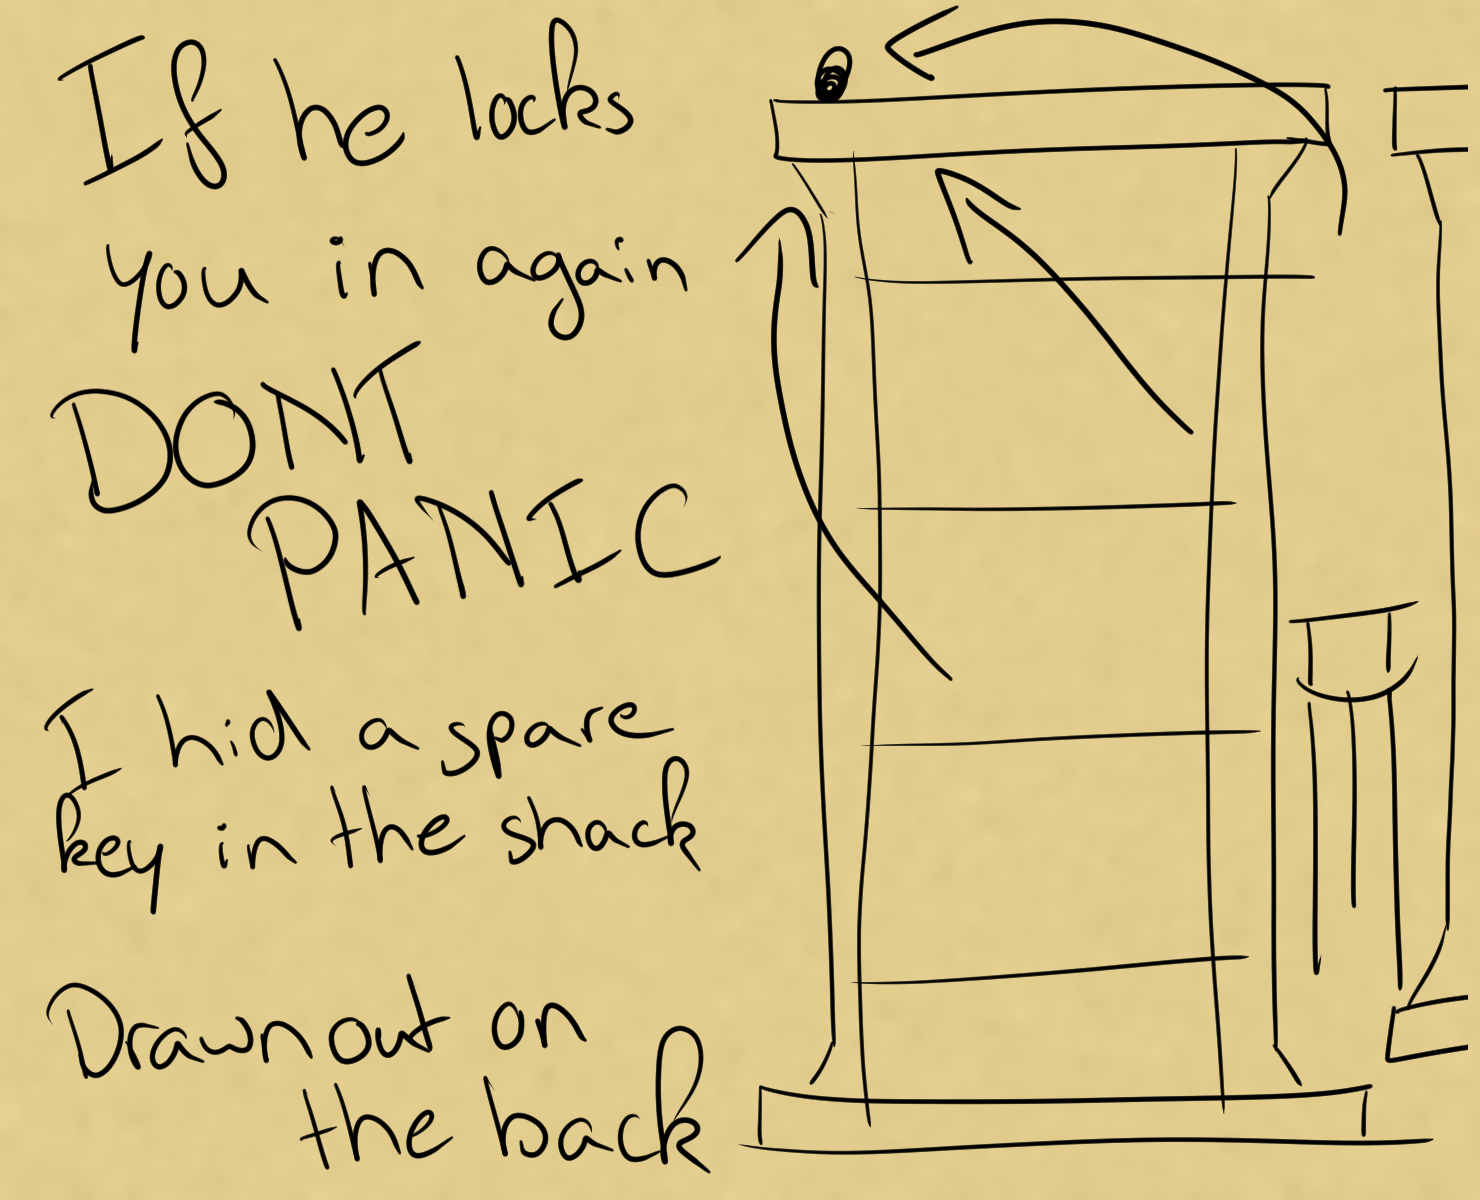 If he locks
you in again
DONT
PANIC
I hid a spare
key in the shack
Drawn out on
the back